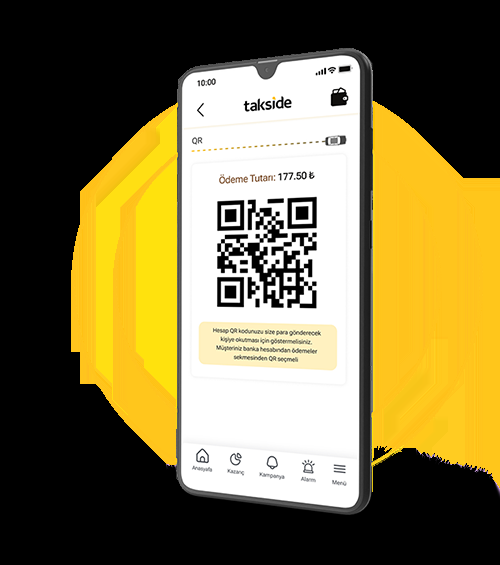 10:00
takside
QR
Ödeme Tutarı: 177.50 ₺
Hesap QR kodunuzu size para gönderecek
kişiye okutması için göstermelisiniz.
Müşteriniz banka hesabından ödemeler
sekmesinden QR seçmeli
Anasyafa Kazanç Kampanya Alarm Menü